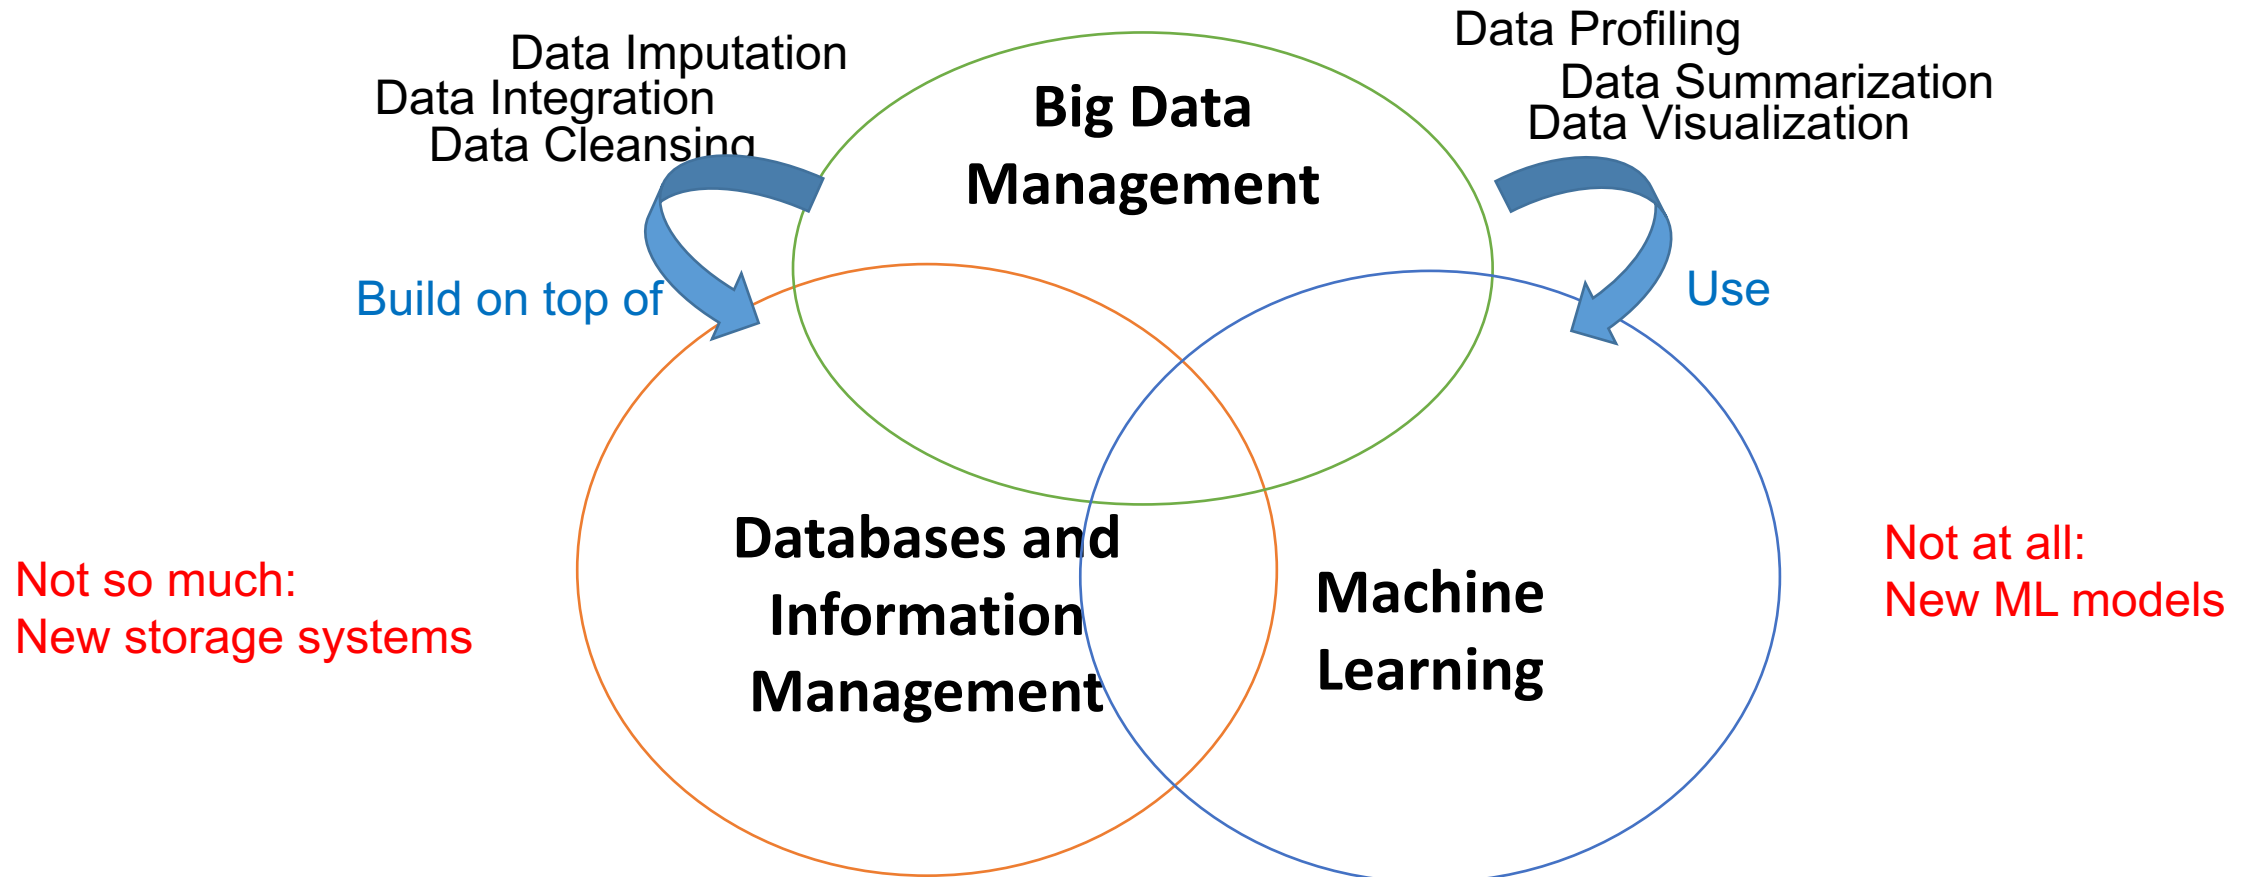 Data Imputation
Data Integration
Data Cleansing
Big Data
Management
Data Profiling
Data Summarization
Data Visualization
Build on top of
Use
Databases and
Information
Management
Machine
Learning
Not so much:
New storage systems
Not at all:
New ML models